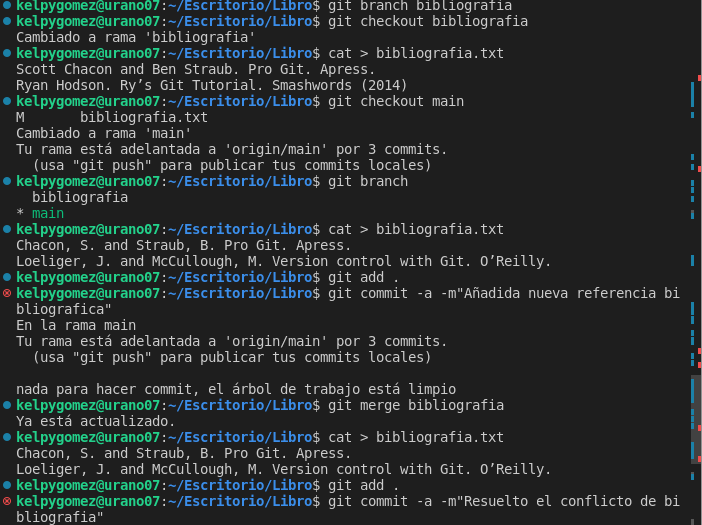 kelpygomez@urano07:~/Escritorio/Libro$ git branch bibliografia
kelpygomez@urano07:~/Escritorio/Libro$ git checkout bibliografia
Cambiado a rama 'bibliografia'
kelpygomez@urano07:~/Escritorio/Libro$ cat > bibliografia.txt
Scott Chacon and Ben Straub. Pro Git. Apress.
Ryan Hodson. Ry’s Git Tutorial. Smashwords (2014)
kelpygomez@urano07:~/Escritorio/Libro$ git checkout main
M       bibliografia.txt
Cambiado a rama 'main'
Tu rama está adelantada a 'origin/main' por 3 commits.
  (usa "git push" para publicar tus commits locales)
kelpygomez@urano07:~/Escritorio/Libro$ git branch
  bibliografia
* main
kelpygomez@urano07:~/Escritorio/Libro$ cat > bibliografia.txt
Chacon, S. and Straub, B. Pro Git. Apress.
Loeliger, J. and McCullough, M. Version control with Git. O’Reilly.
kelpygomez@urano07:~/Escritorio/Libro$ git add .
kelpygomez@urano07:~/Escritorio/Libro$ git commit -a -m"Añadida nueva referencia bi
bliografica"
En la rama main
Tu rama está adelantada a 'origin/main' por 3 commits.
  (usa "git push" para publicar tus commits locales)

nada para hacer commit, el árbol de trabajo está limpio
kelpygomez@urano07:~/Escritorio/Libro$ git merge bibliografia
Ya está actualizado.
kelpygomez@urano07:~/Escritorio/Libro$ cat > bibliografia.txt
Chacon, S. and Straub, B. Pro Git. Apress.
Loeliger, J. and McCullough, M. Version control with Git. O’Reilly.
kelpygomez@urano07:~/Escritorio/Libro$ git add .
kelpygomez@urano07:~/Escritorio/Libro$ git commit -a -m"Resuelto el conflicto de bi
bliografia"